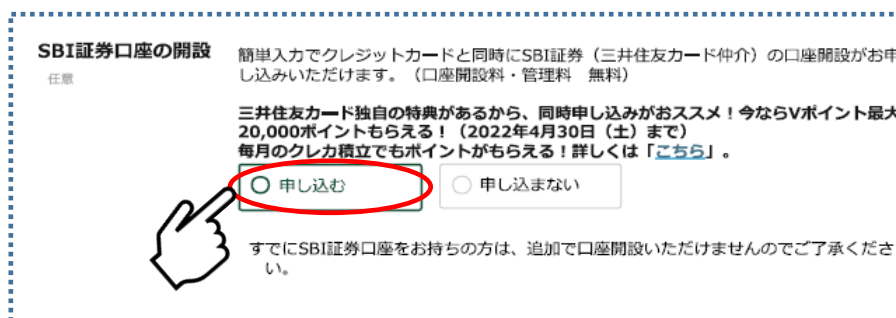 SBI証券口座の開設
任意
簡単入力でクレジットカードと同時にSBI証券（三井住友カード仲介）の口座開設がお申
し込みいただけます。（口座開設料・管理料　無料）
三井住友カード独自の特典があるから、同時申し込みがおススメ！今ならVポイント最大
20,000ポイントもらえる！（2022年4月30日（土）まで）
毎月のクレカ積立でもポイントがもらえる！詳しくは「こちら」。
申し込む
申し込まない
すでにSBI証券口座をお持ちの方は、追加で口座開設いただけませんのでご了承くださ
い。